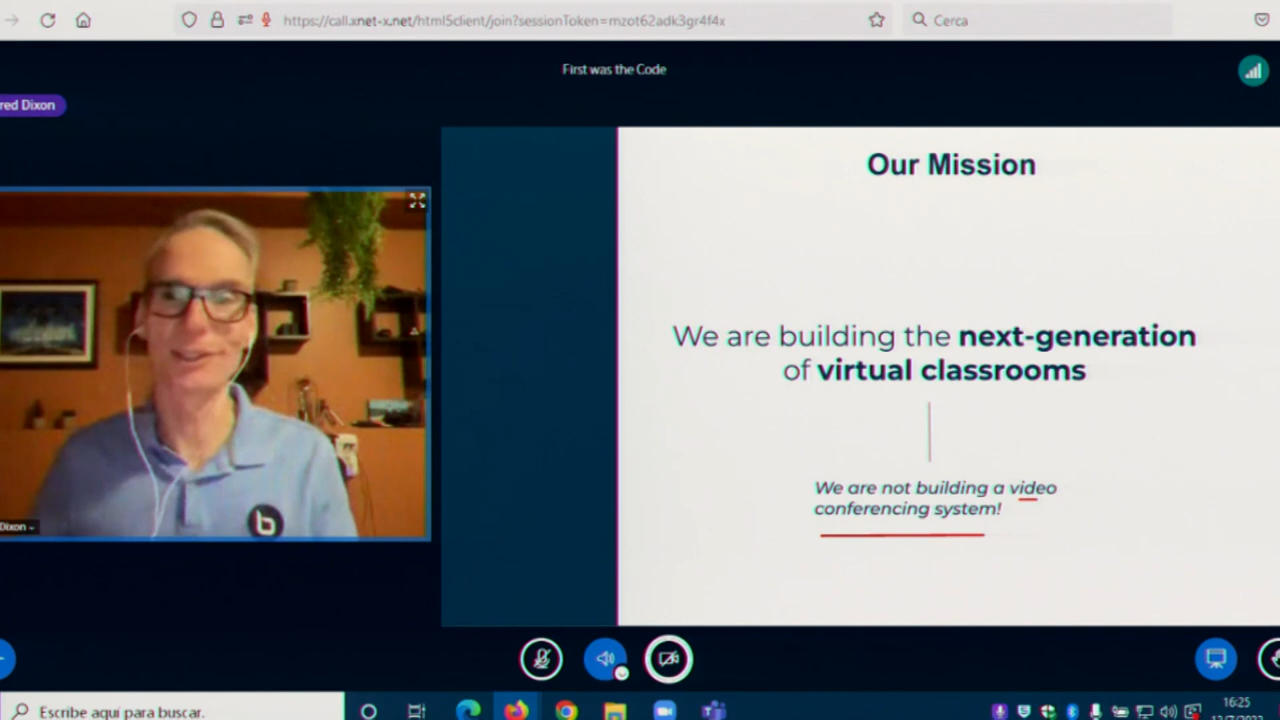 https://call.xnet-x.net/html5client/join?sessionToken=mzot62adk3gr4f4x
Cerca
First was the Code
red Dixon
Our Mission
We are building the next-generation
of virtual classrooms
We are not building a video
conferencing system!
Dixon
b
Escribe aquí para buscar.
16:25